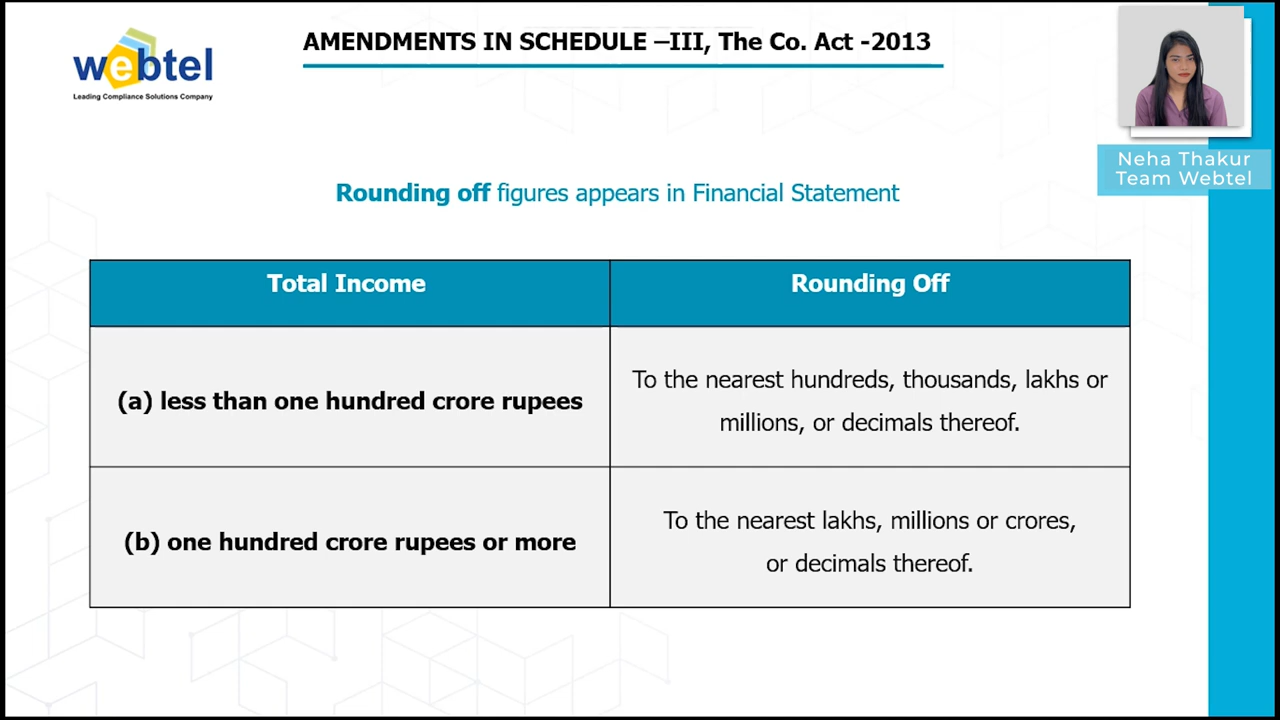 webtel
Leading Compliance Solutions Company
AMENDMENTS IN SCHEDULE –III, The Co. Act -2013
Neha Thakur
Team Webtel
Rounding off figures appears in Financial Statement
Total Income
Rounding Off
(a) less than one hundred crore rupees
To the nearest hundreds, thousands, lakhs or
millions, or decimals thereof.
(b) one hundred crore rupees or more
To the nearest lakhs, millions or crores,
or decimals thereof.